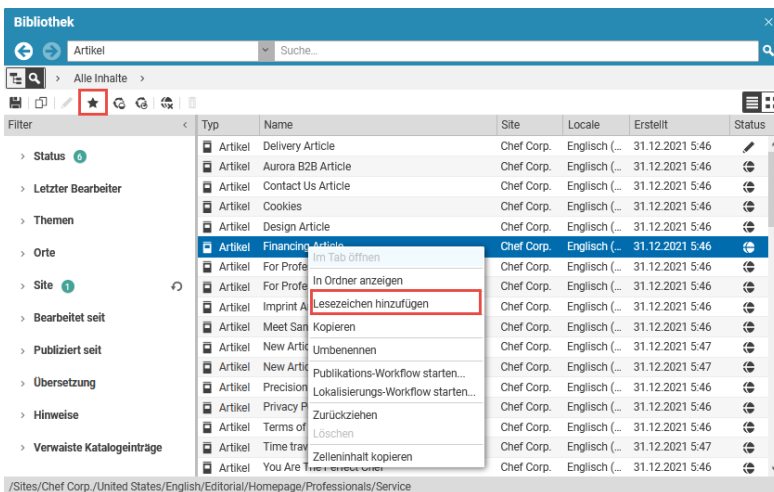 Bibliothek
Artikel Suche...
Alle Inhalte
Filter Typ Name Site Locale Erstellt Status
Status 6
Letzter Bearbeiter
Themen
Orte
Site 1
Bearbeitet seit
Publiziert seit
Übersetzung
Hinweise
Verwaiste Katalogeinträge
Artikel Delivery Article Chef Corp. Englisch (... 31.12.2021 5:46
Artikel Aurora B2B Article Chef Corp. Englisch (... 31.12.2021 5:46
Artikel Contact Us Article Chef Corp. Englisch (... 31.12.2021 5:46
Artikel Cookies Chef Corp. Englisch (... 31.12.2021 5:46
Artikel Design Article Chef Corp. Englisch (... 31.12.2021 5:46
Artikel Financing Article Chef Corp. Englisch (... 31.12.2021 5:46
Artikel For Profe Chef Corp. Englisch (... 31.12.2021 5:46
Artikel For Profe Chef Corp. Englisch (... 31.12.2021 5:46
Artikel Imprint A Chef Corp. Englisch (... 31.12.2021 5:46
Artikel Meet San Chef Corp. Englisch (... 31.12.2021 5:46
Artikel New Artic Chef Corp. Englisch (... 31.12.2021 5:47
Artikel New Artic Chef Corp. Englisch (... 31.12.2021 5:47
Artikel Precision Chef Corp. Englisch (... 31.12.2021 5:46
Artikel Privacy P Chef Corp. Englisch (... 31.12.2021 5:46
Artikel Terms of Chef Corp. Englisch (... 31.12.2021 5:46
Artikel Time trav Chef Corp. Englisch (... 31.12.2021 5:47
Artikel You Are The Perfect Chef Chef Corp. Englisch (... 31.12.2021 5:46
Im Tab öffnen
In Ordner anzeigen
Lesezeichen hinzufügen
Kopieren
Umbenennen
Publikations-Workflow starten...
Lokalisierungs-Workflow starten...
Zurückziehen
Löschen
Zelleninhalt kopieren
/Sites/Chef Corp./United States/English/Editorial/Homepage/Professionals/Service